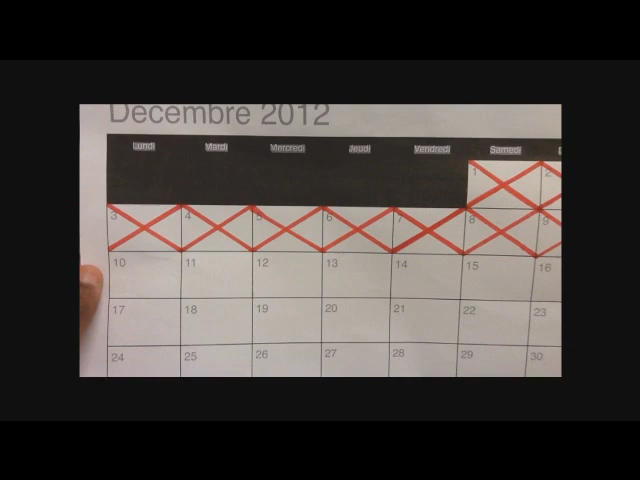 Decembre 2012
Lundi Mardi Mercredi Jeudi Vendredi Samedi
1 2
3 4 5 6 7 8 9
10 11 12 13 14 15 16
17 18 19 20 21 22 23
24 25 26 27 28 29 30